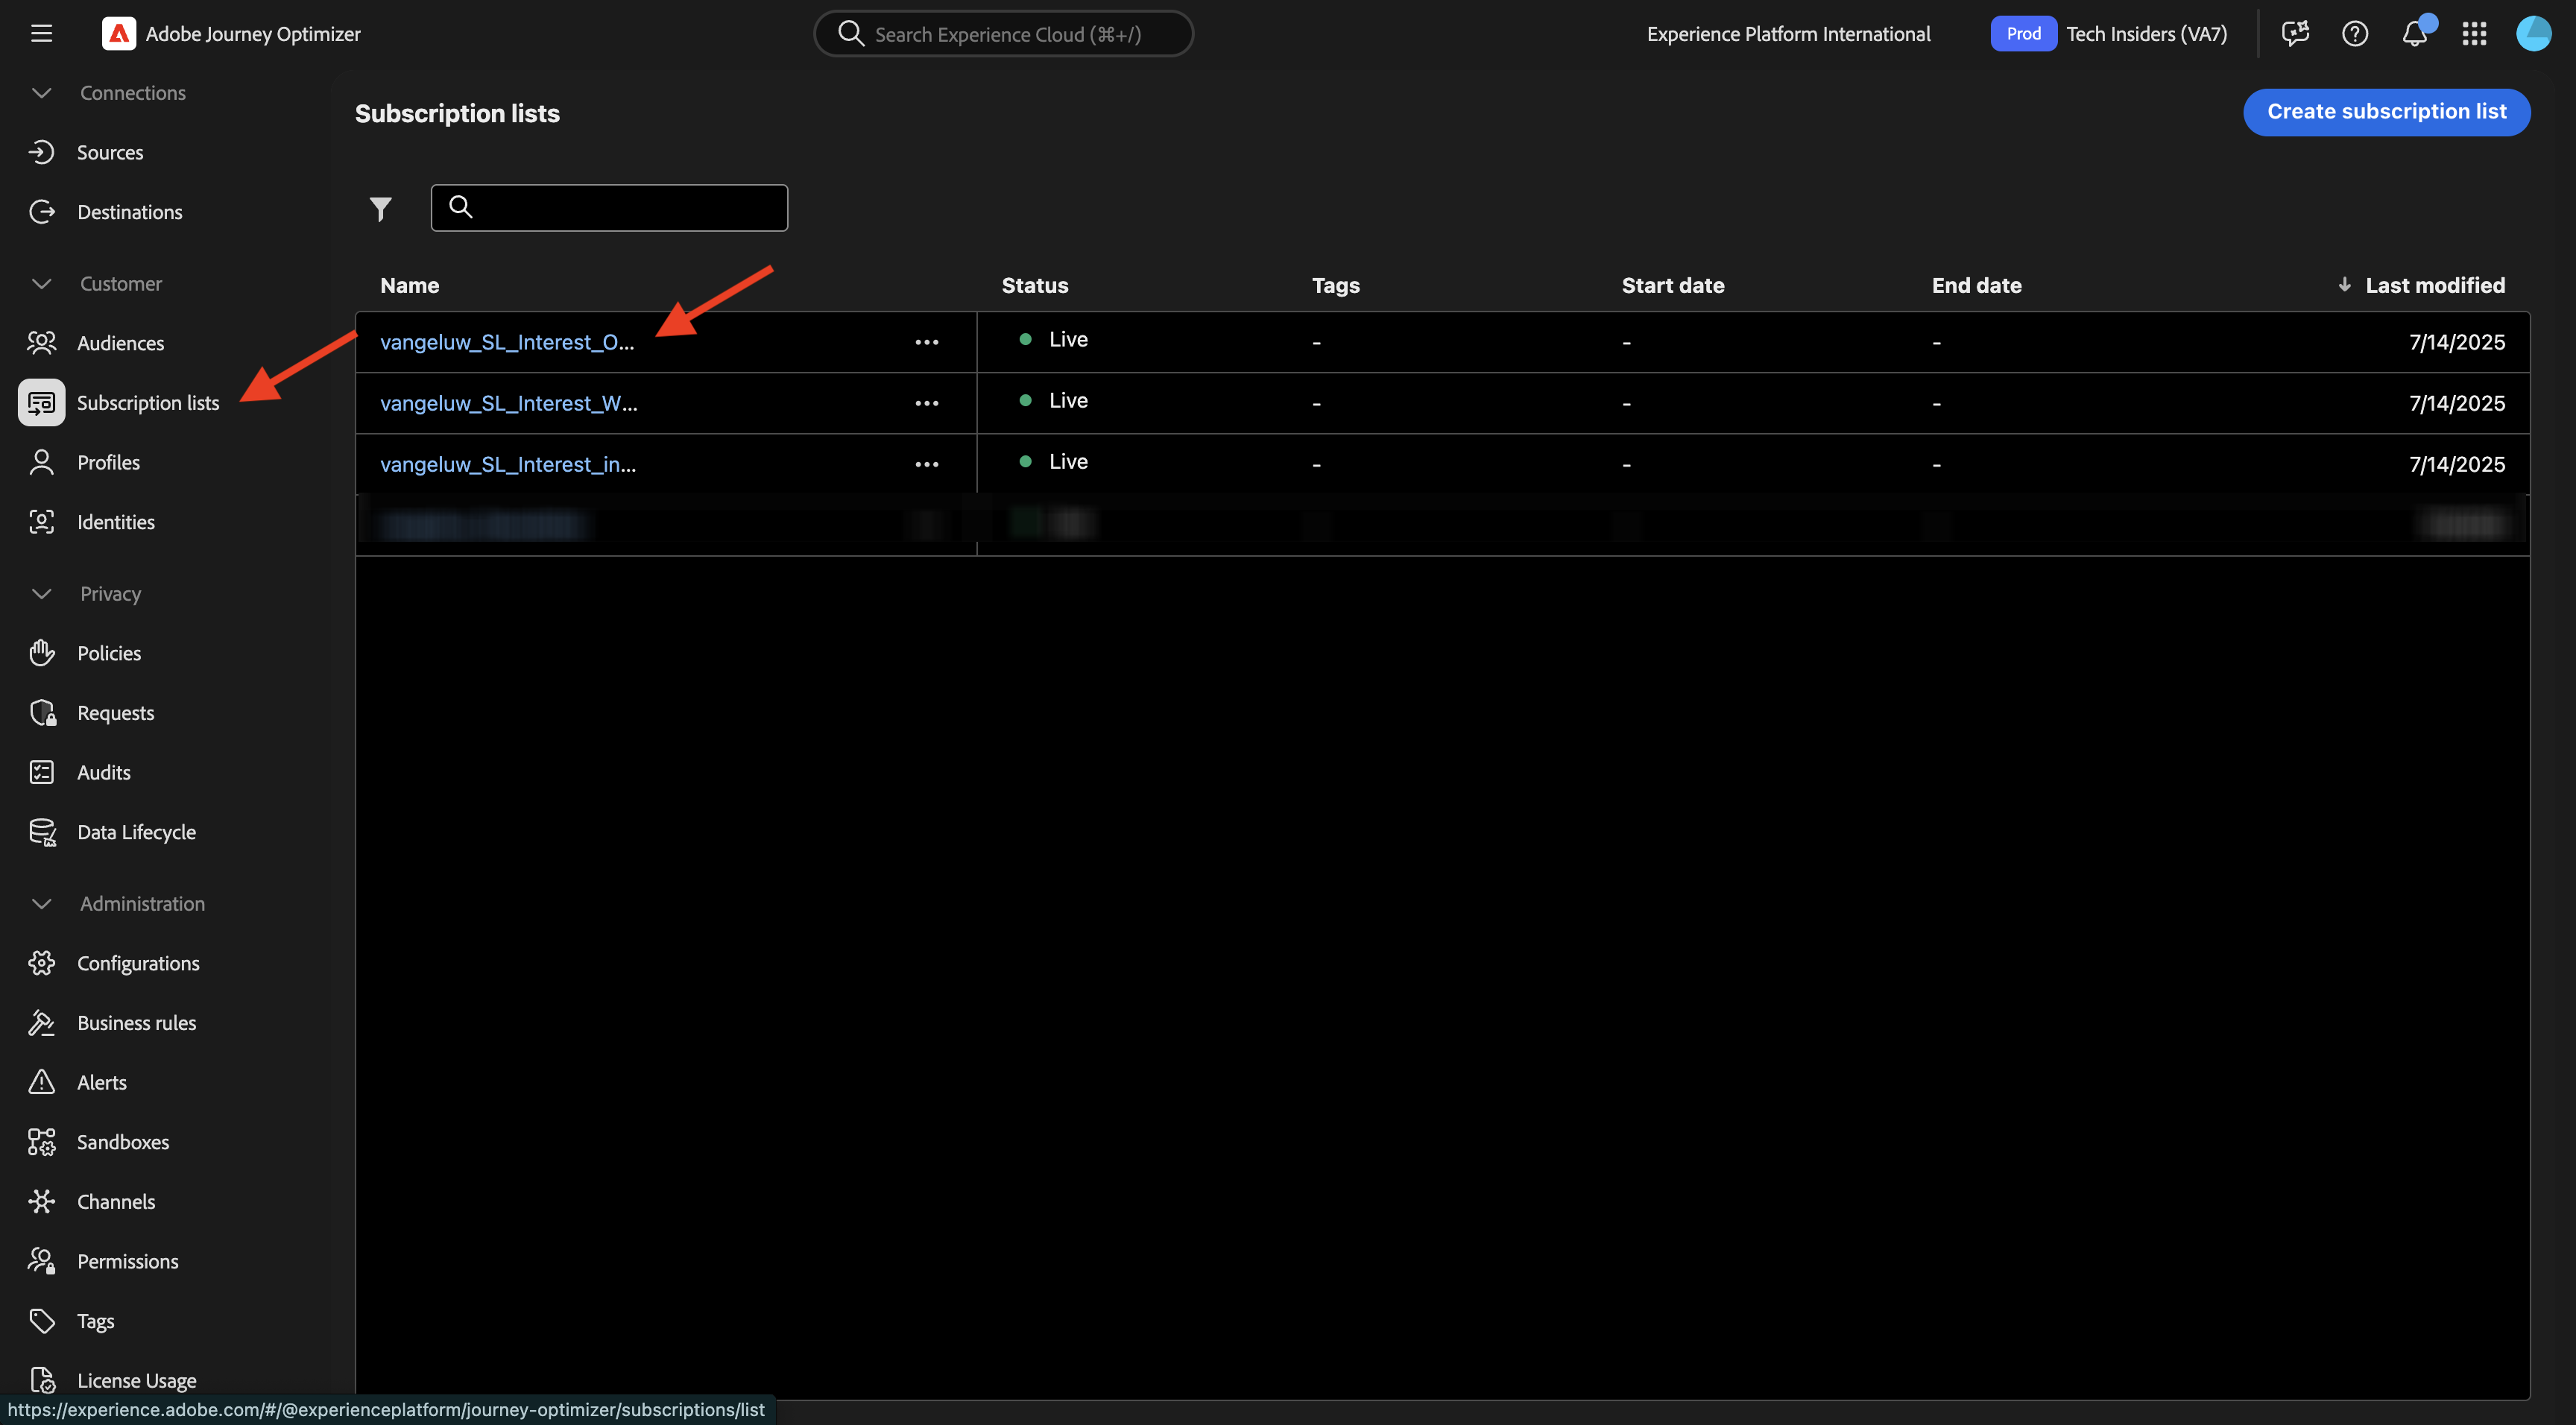 Adobe Journey Optimizer
Search Experience Cloud (⌘+/)
Experience Platform International
Prod
Tech Insiders (VA7)
Connections
Sources
Destinations
Customer
Audiences
Subscription lists
Profiles
Identities
Privacy
Policies
Requests
Audits
Data Lifecycle
Administration
Configurations
Business rules
Alerts
Sandboxes
Channels
Permissions
Tags
License Usage
Subscription lists
Create subscription list
Name Status Tags Start date End date Last modified
vangeluw_SL_Interest_O... Live - - - 7/14/2025
vangeluw_SL_Interest_W... Live - - - 7/14/2025
vangeluw_SL_Interest_in... Live - - - 7/14/2025
https://experience.adobe.com/#/@experienceplatform/journey-optimizer/subscriptions/list